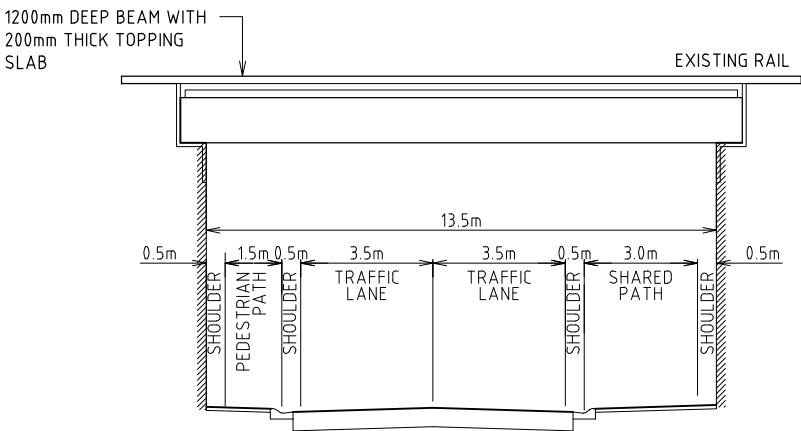 1200mm DEEP BEAM WITH
200mm THICK TOPPING
SLAB
EXISTING RAIL
13.5m
0.5m
1.5m
0.5m
3.5m
3.5m
0.5m
3.0m
0.5m
SHOULDER
PEDESTRIAN
PATH
SHOULDER
TRAFFIC
LANE
TRAFFIC
LANE
SHOULDER
SHARED
PATH
SHOULDER